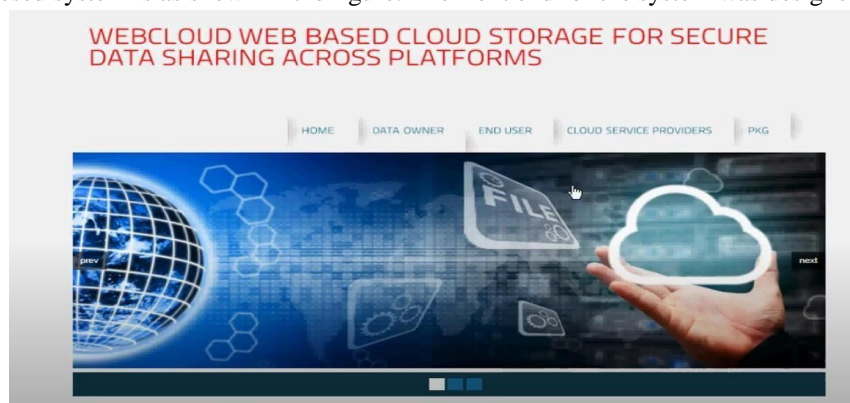 WEBCLOUD WEB BASED CLOUD STORAGE FOR SECURE
DATA SHARING ACROSS PLATFORMS
HOME DATA OWNER END USER CLOUD SERVICE PROVIDERS PKG
FILE
prev next